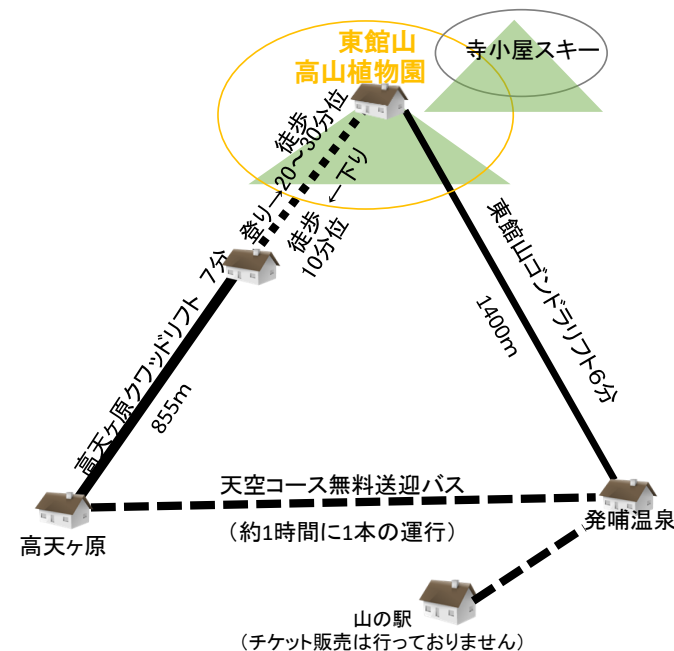 東館山
高山植物園
寺小屋スキー
徒歩
登り→20～30分位
←下り
徒歩
10分位
高天ヶ原クワッドリフト　7分
855m
東館山ゴンドラリフト6分
1400m
天空コース無料送迎バス
（約1時間に1本の運行）
高天ヶ原
発哺温泉
山の駅
（チケット販売は行っておりません）